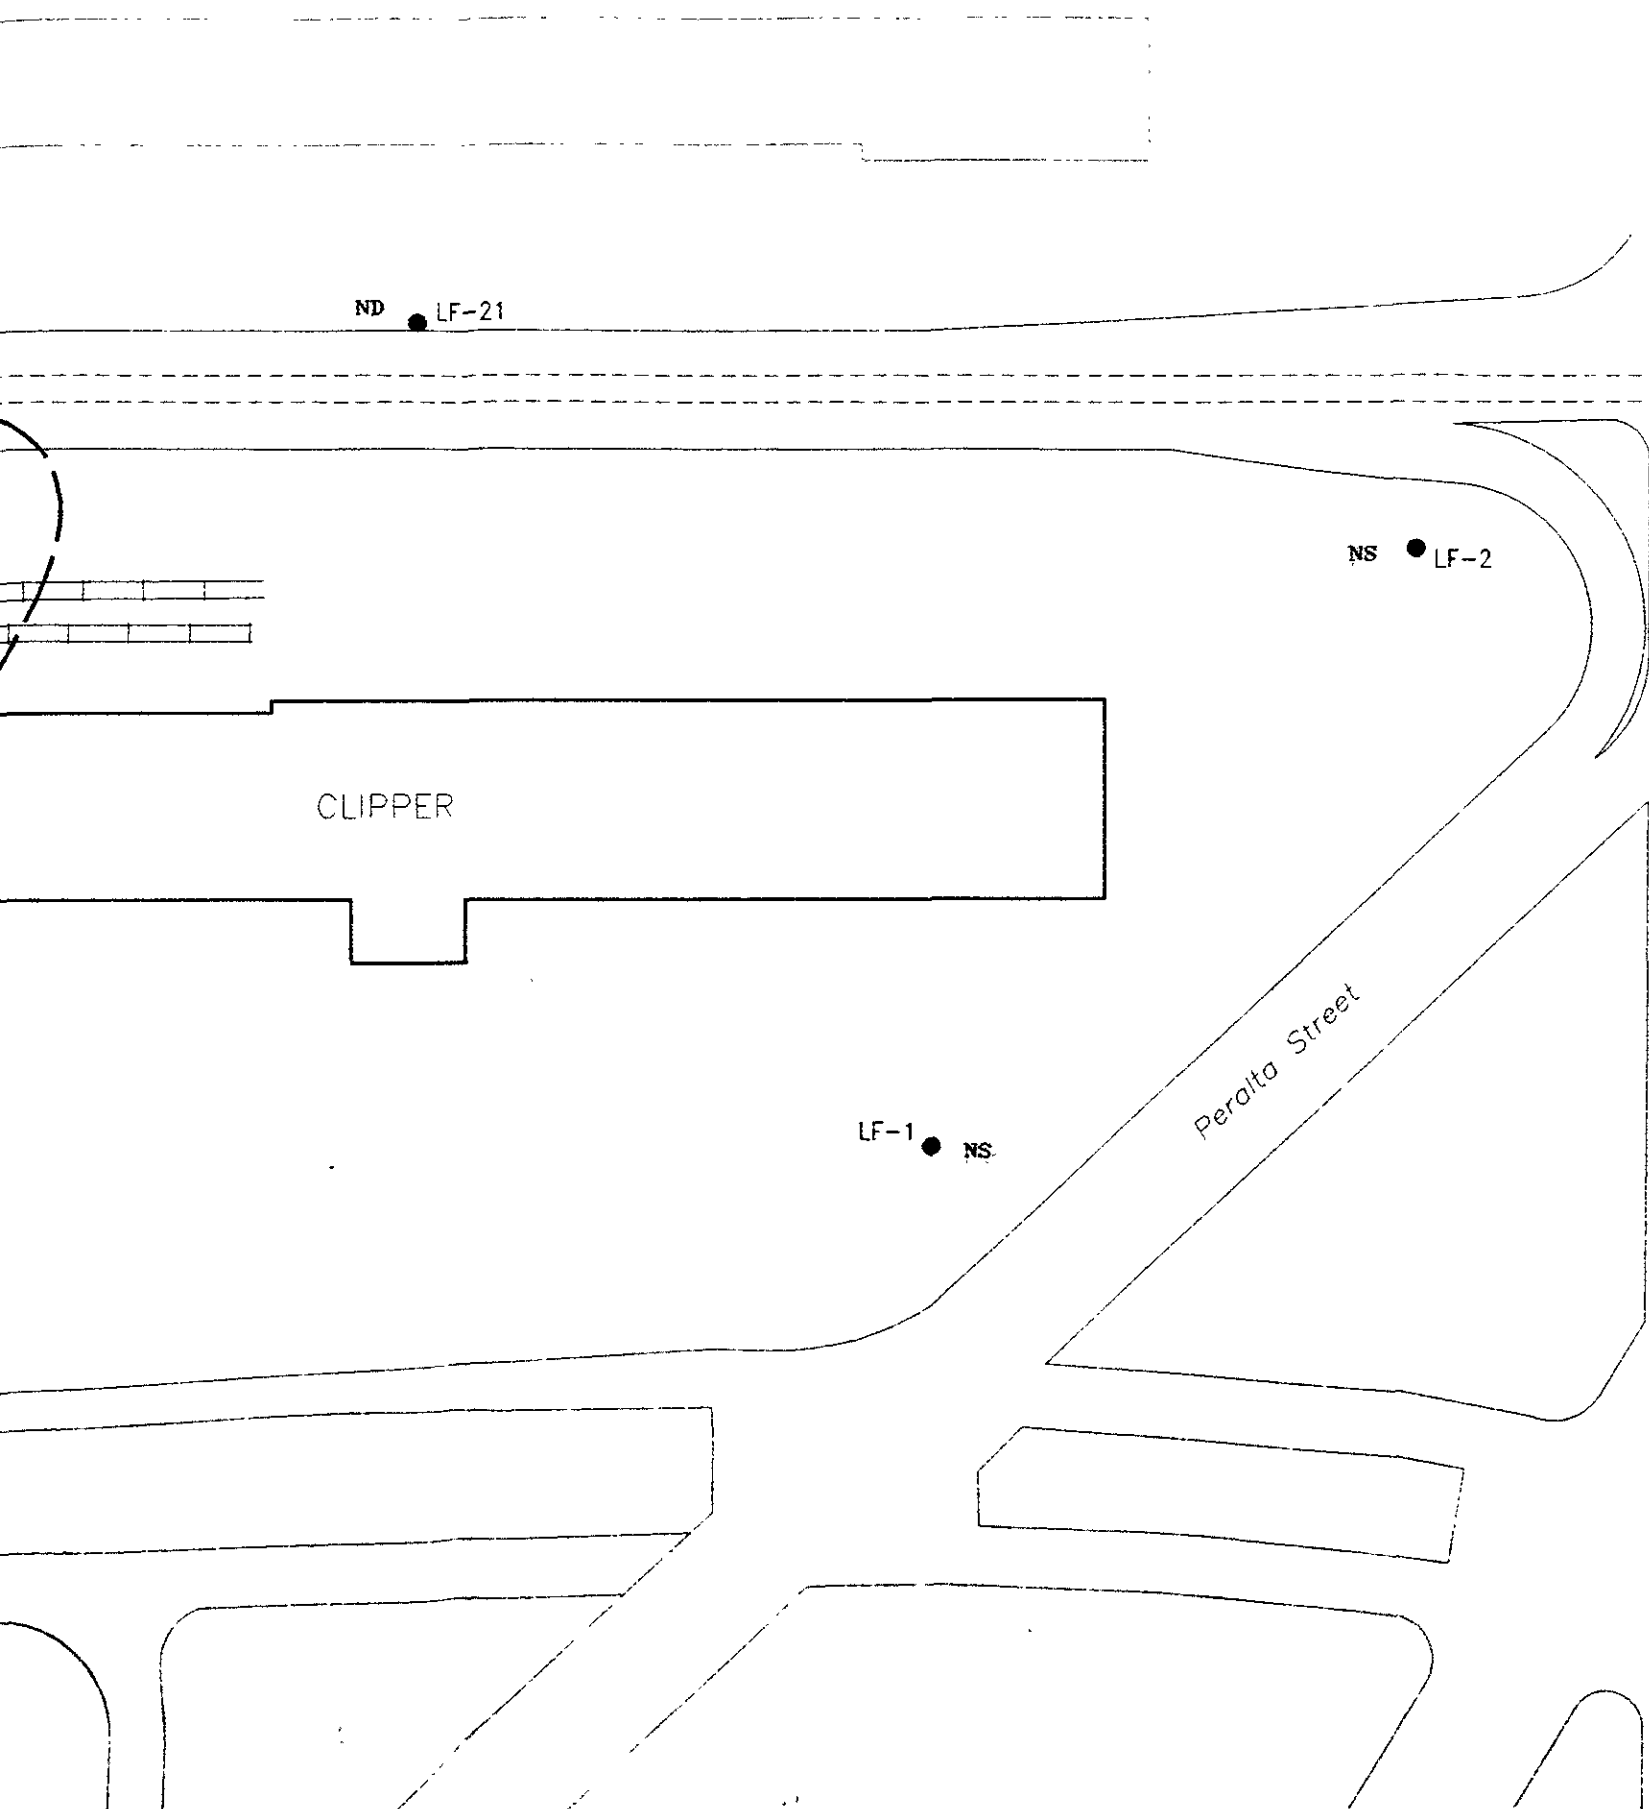 ND LF-21
NS LF-2
CLIPPER
Peralta Street
LF-1 NS